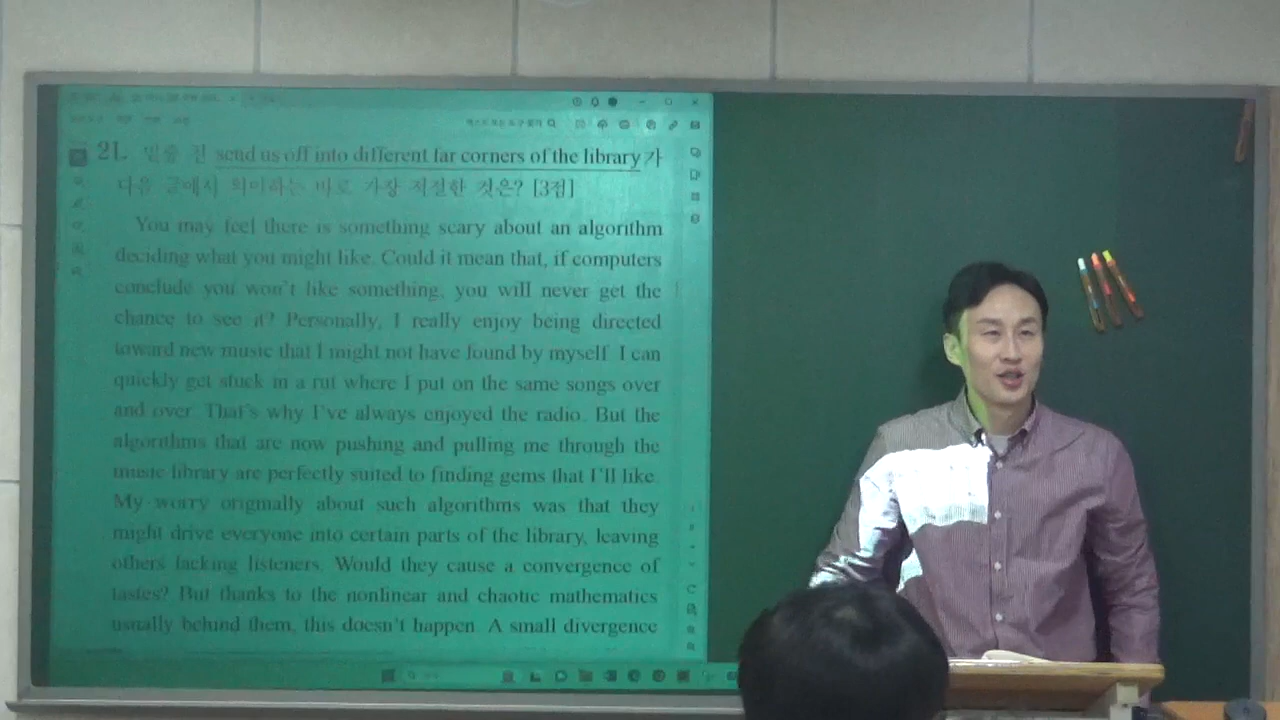 21. 밑줄 친 send us off into different far corners of the library가
다음 글에서 의미하는 바로 가장 적절한 것은? [3점]
You may feel there is something scary about an algorithm
deciding what you might like. Could it mean that, if computers
conclude you won't like something, you will never get the
chance to see it? Personally, I really enjoy being directed
toward new music that I might not have found by myself. I can
quickly get stuck in a rut where I put on the same songs over
and over. That's why I've always enjoyed the radio. But the
algorithms that are now pushing and pulling me through the
music library are perfectly suited to finding gems that I'll like.
My worry originally about such algorithms was that they
might drive everyone into certain parts of the library, leaving
others lacking listeners. Would they cause a convergence of
tastes? But thanks to the nonlinear and chaotic mathematics
usually behind them, this doesn't happen. A small divergence